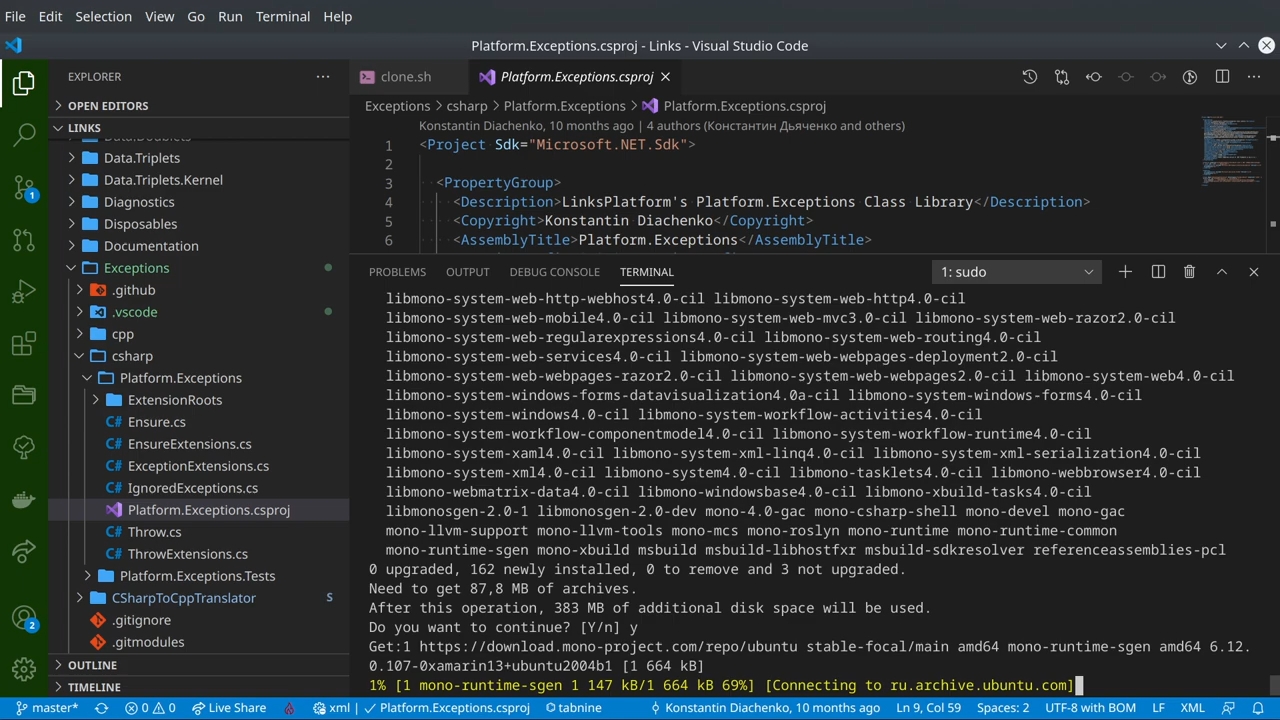 File Edit Selection View Go Run Terminal Help
Platform.Exceptions.csproj - Links - Visual Studio Code
EXPLORER
OPEN EDITORS
LINKS
Data.Doublets
Data.Triplets
Data.Triplets.Kernel
Diagnostics
Disposables
Documentation
Exceptions
.github
.vscode
cpp
csharp
Platform.Exceptions
ExtensionRoots
C# Ensure.cs
C# EnsureExtensions.cs
C# ExceptionExtensions.cs
C# IgnoredExceptions.cs
Platform.Exceptions.csproj
C# Throw.cs
C# ThrowExtensions.cs
Platform.Exceptions.Tests
CSharpToCppTranslator S
.gitignore
.gitmodules
OUTLINE
TIMELINE
1
2
clone.sh Platform.Exceptions.csproj
Exceptions csharp Platform.Exceptions Platform.Exceptions.csproj
Konstantin Diachenko, 10 months ago | 4 authors (Константин Дьяченко and others)
1 <Project Sdk="Microsoft.NET.Sdk">
2
3 <PropertyGroup>
4 <Description>LinksPlatform's Platform.Exceptions Class Library</Description>
5 <Copyright>Konstantin Diachenko</Copyright>
6 <AssemblyTitle>Platform.Exceptions</AssemblyTitle>
PROBLEMS OUTPUT DEBUG CONSOLE TERMINAL 1: sudo
libmono-system-web-http-webhost4.0-cil libmono-system-web-http4.0-cil
libmono-system-web-mobile4.0-cil libmono-system-web-mvc3.0-cil libmono-system-web-razor2.0-cil
libmono-system-web-regularexpressions4.0-cil libmono-system-web-routing4.0-cil
libmono-system-web-services4.0-cil libmono-system-web-webpages-deployment2.0-cil
libmono-system-web-webpages-razor2.0-cil libmono-system-web-webpages2.0-cil libmono-system-web4.0-cil
libmono-system-windows-forms-datavisualization4.0a-cil libmono-system-windows-forms4.0-cil
libmono-system-windows4.0-cil libmono-system-workflow-activities4.0-cil
libmono-system-workflow-componentmodel4.0-cil libmono-system-workflow-runtime4.0-cil
libmono-system-xaml4.0-cil libmono-system-xml-linq4.0-cil libmono-system-xml-serialization4.0-cil
libmono-system-xml4.0-cil libmono-system4.0-cil libmono-tasklets4.0-cil libmono-webbrowser4.0-cil
libmono-webmatrix-data4.0-cil libmono-windowsbase4.0-cil libmono-xbuild-tasks4.0-cil
libmonosgen-2.0-1 libmonosgen-2.0-dev mono-4.0-gac mono-csharp-shell mono-devel mono-gac
mono-llvm-support mono-llvm-tools mono-mcs mono-roslyn mono-runtime mono-runtime-common
mono-runtime-sgen mono-xbuild msbuild msbuild-libhostfxr msbuild-sdkresolver referenceassemblies-pcl
0 upgraded, 162 newly installed, 0 to remove and 3 not upgraded.
Need to get 87,8 MB of archives.
After this operation, 383 MB of additional disk space will be used.
Do you want to continue? [Y/n] y
Get:1 https://download.mono-project.com/repo/ubuntu stable-focal/main amd64 mono-runtime-sgen amd64 6.12.
0.107-0xamarin13+ubuntu2004b1 [1 664 kB]
1% [1 mono-runtime-sgen 1 147 kB/1 664 kB 69%] [Connecting to ru.archive.ubuntu.com]
master* 0 0 Live Share xml Platform.Exceptions.csproj tabnine Konstantin Diachenko, 10 months ago Ln 9, Col 59 Spaces: 2 UTF-8 with BOM LF XML